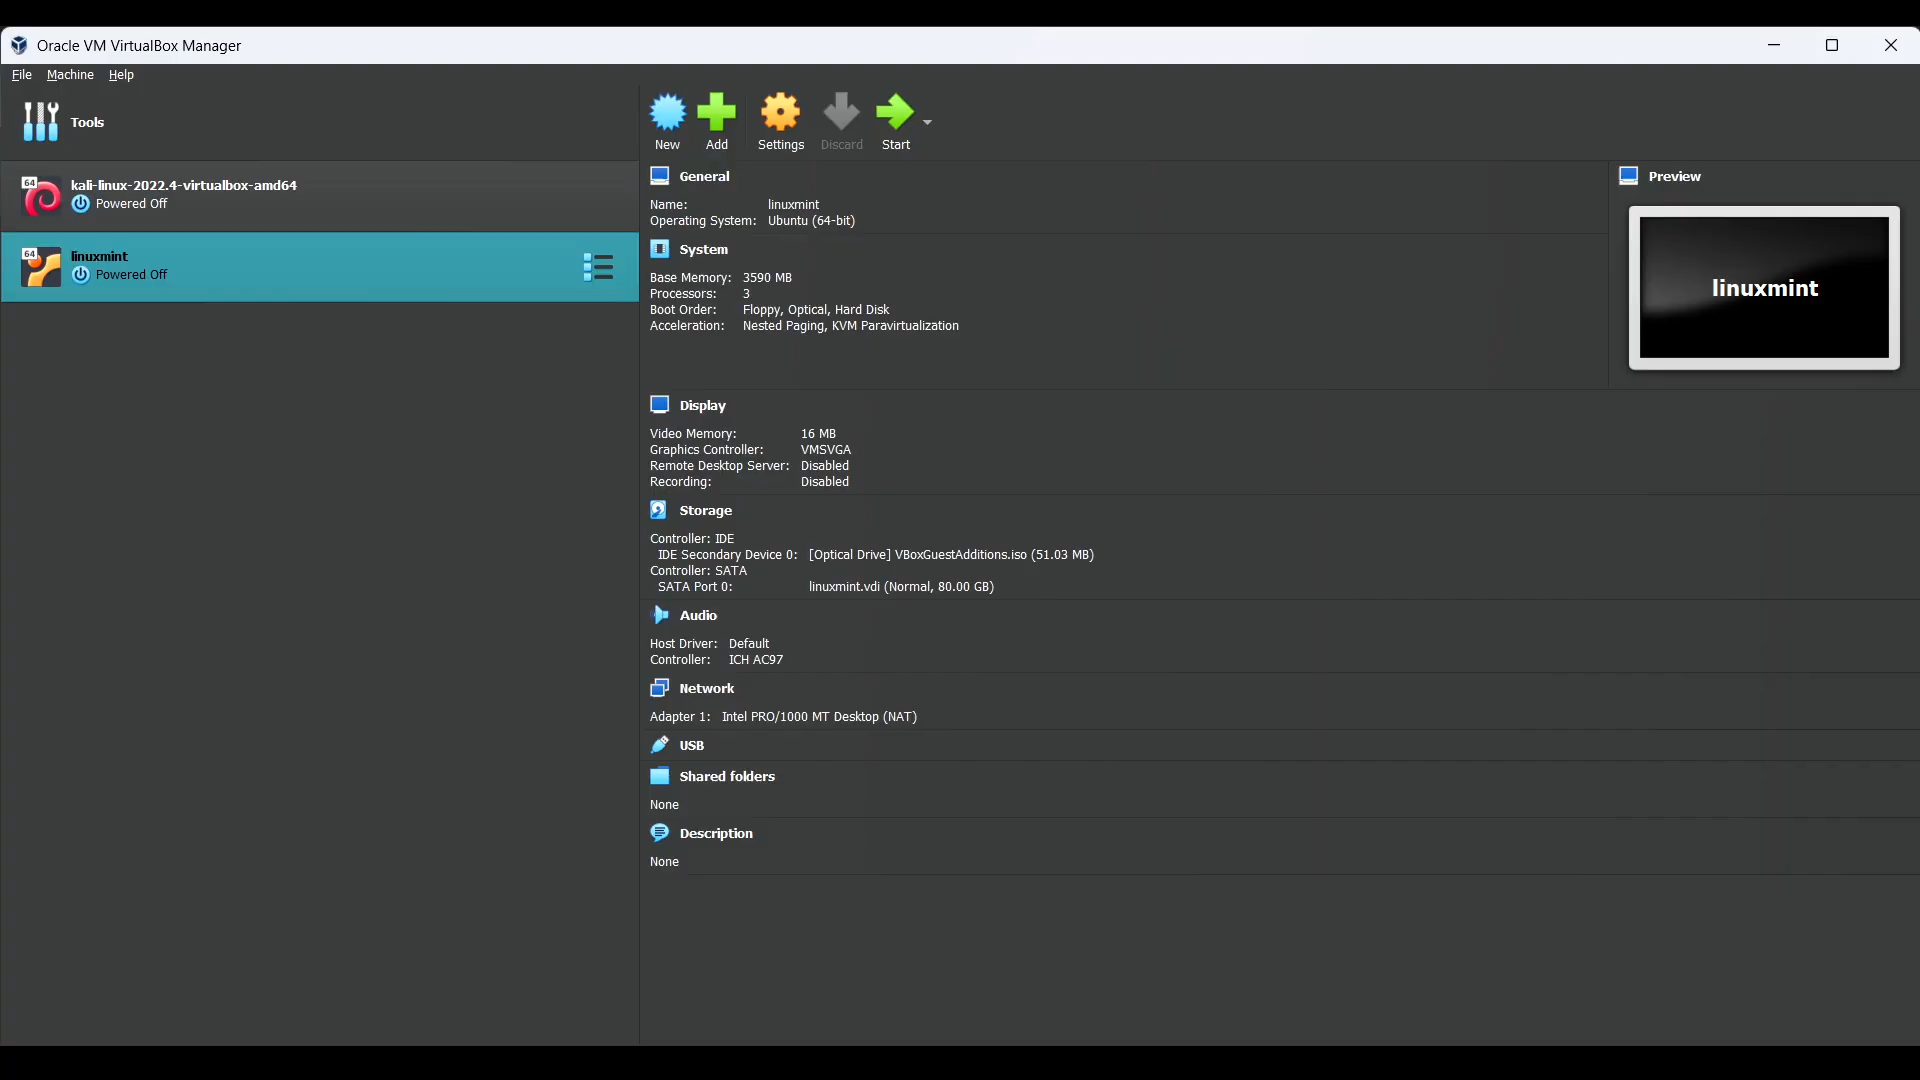 Oracle VM VirtualBox Manager
File Machine Help
Tools
64
kali-linux-2022.4-virtualbox-amd64
Powered Off
64
linuxmint
Powered Off
New Add Settings Discard Start
General
Name: linuxmint
Operating System: Ubuntu (64-bit)
System
Base Memory: 3590 MB
Processors: 3
Boot Order: Floppy, Optical, Hard Disk
Acceleration: Nested Paging, KVM Paravirtualization
Preview
linuxmint
Display
Video Memory: 16 MB
Graphics Controller: VMSVGA
Remote Desktop Server: Disabled
Recording: Disabled
Storage
Controller: IDE
IDE Secondary Device 0: [Optical Drive] VBoxGuestAdditions.iso (51.03 MB)
Controller: SATA
SATA Port 0: linuxmint.vdi (Normal, 80.00 GB)
Audio
Host Driver: Default
Controller: ICH AC97
Network
Adapter 1: Intel PRO/1000 MT Desktop (NAT)
USB
Shared folders
None
Description
None